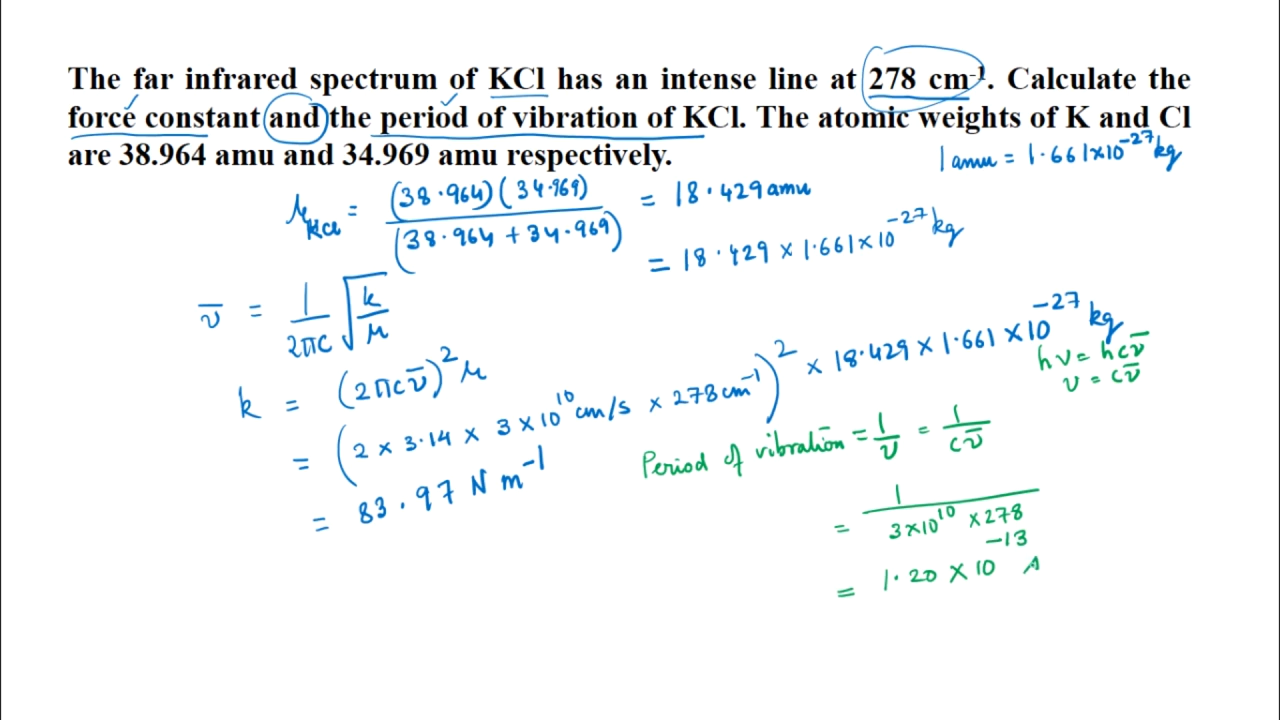 The far infrared spectrum of KCl has an intense line at 278 cm⁻¹. Calculate the
force constant and the period of vibration of KCl. The atomic weights of K and Cl
are 38.964 amu and 34.969 amu respectively.
1 amu = 1.661×10⁻²⁷ kg
μ_KCl = (38.964)(34.969) / (38.964 + 34.969) = 18.429 amu
= 18.429 × 1.661×10⁻²⁷ kg
ν̄ = 1/2πc √k/μ
k = (2πcν̄)² μ
= (2 × 3.14 × 3×10¹⁰ cm/s × 278 cm⁻¹)² × 18.429 × 1.661 × 10⁻²⁷ kg
= 83.97 N m⁻¹
hν = hcν̄
ν = cν̄
Period of vibration = 1/ν = 1/cν̄
= 1 / 3×10¹⁰ × 278
= 1.20 × 10⁻¹³ s